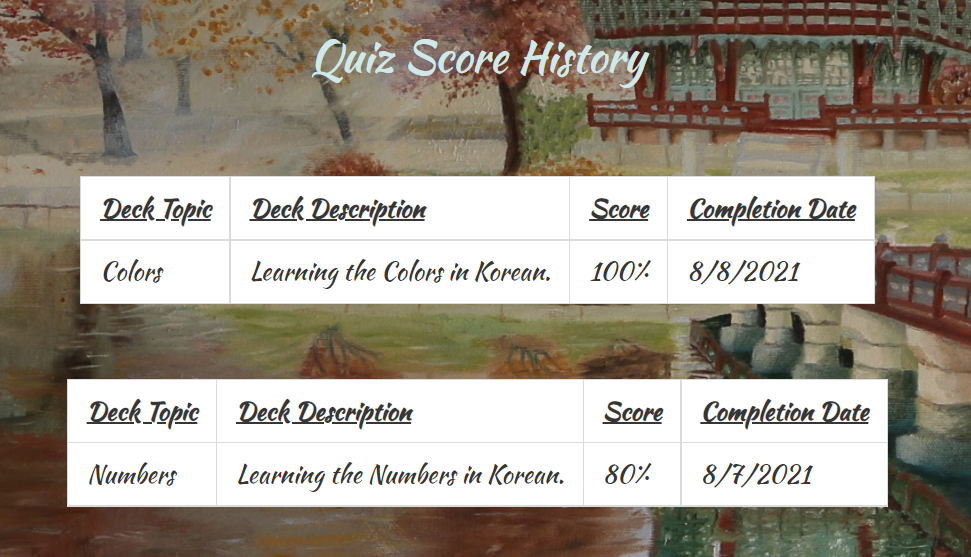 Quiz Score History
Deck Topic Deck Description Score Completion Date
Colors Learning the Colors in Korean. 100% 8/8/2021
Deck Topic Deck Description Score Completion Date
Numbers Learning the Numbers in Korean. 80% 8/7/2021